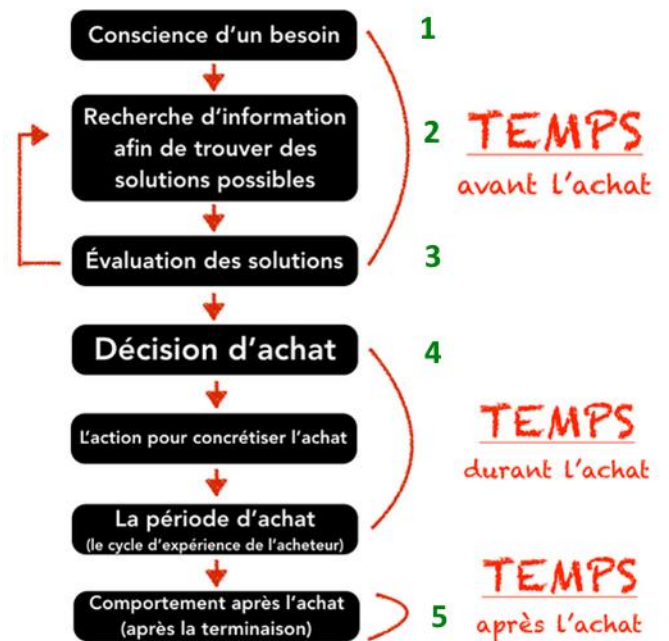 Conscience d'un besoin
1
Recherche d'information
afin de trouver des
solutions possibles
2
TEMPS
avant l'achat
Évaluation des solutions
3
Décision d'achat
4
L'action pour concrétiser l'achat
TEMPS
durant l'achat
La période d'achat
(le cycle d'expérience de l'acheteur)
Comportement après l'achat
(après la terminaison)
5
TEMPS
après l'achat